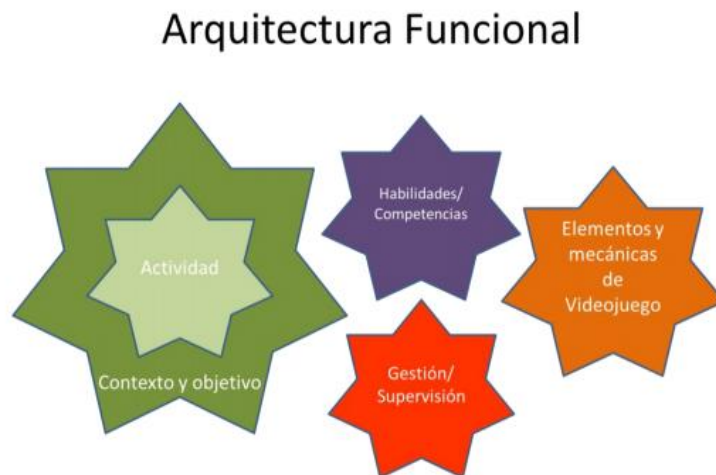 Arquitectura Funcional
Actividad
Contexto y objetivo
Habilidades/
Competencias
Gestión/
Supervisión
Elementos y
mecánicas
de
Videojuego